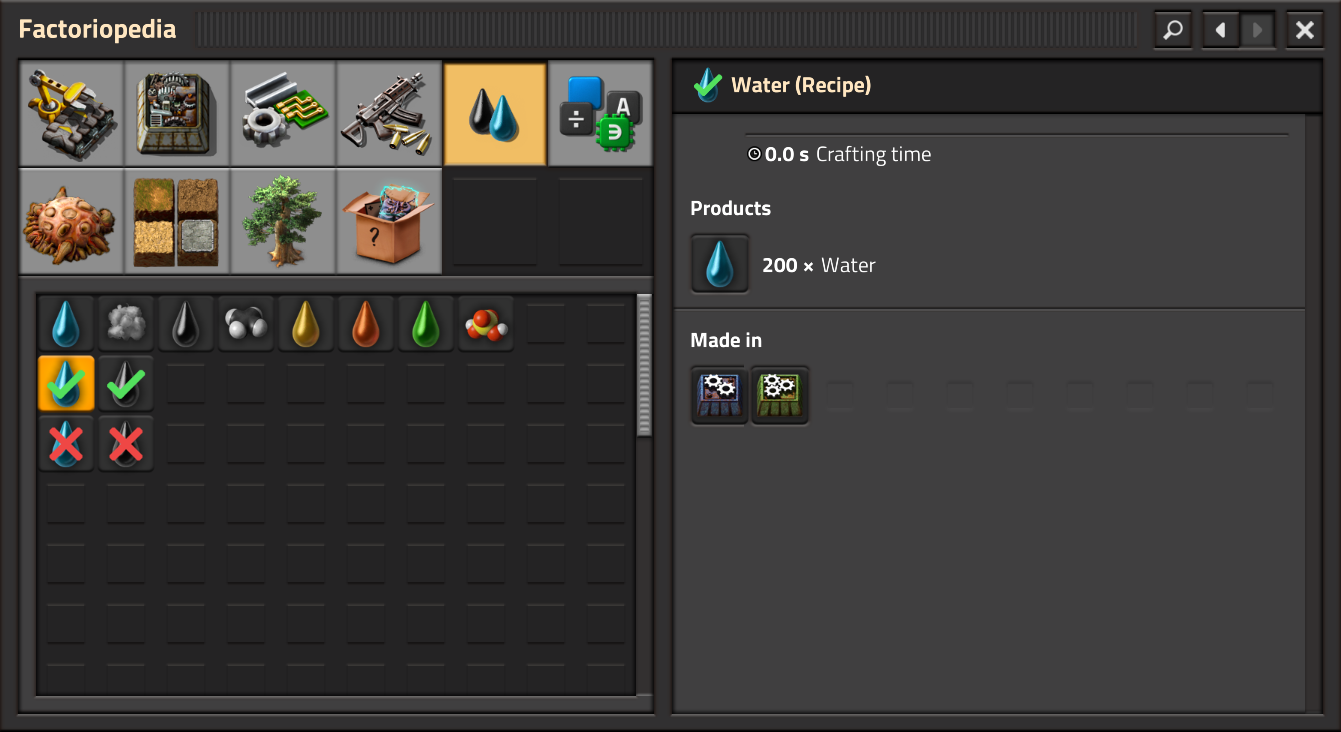 Factoriopedia
A
÷
?
Water (Recipe)
0.0 s Crafting time
Products
200 × Water
Made in